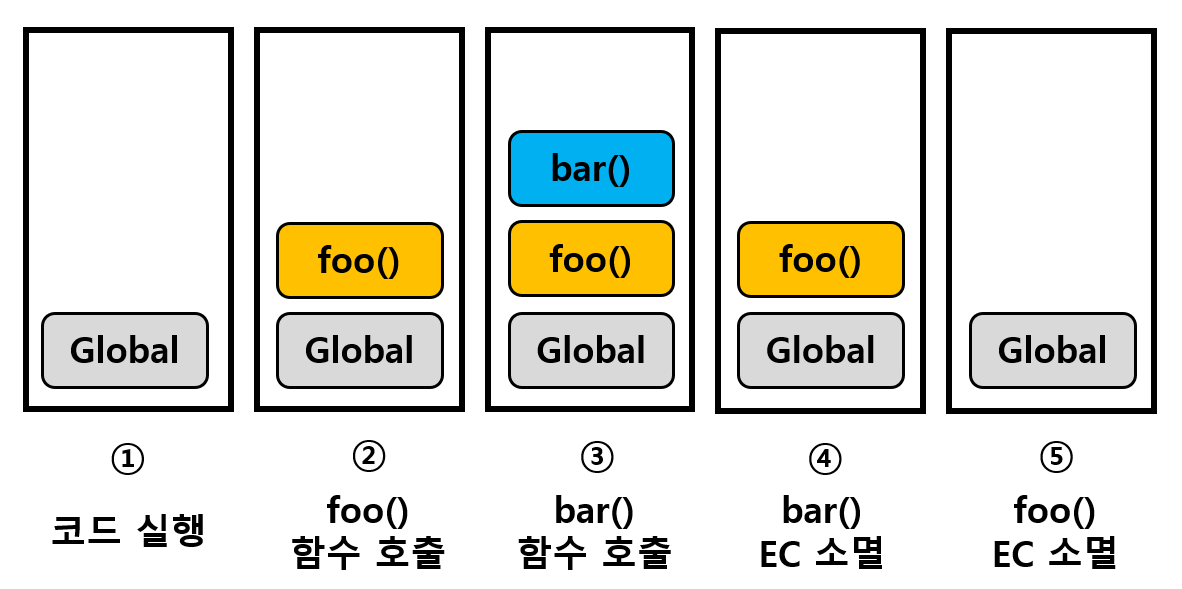 Global
foo()
Global
bar()
foo()
Global
foo()
Global
Global
①
코드 실행
②
foo()
함수 호출
③
bar()
함수 호출
④
bar()
EC 소멸
⑤
foo()
EC 소멸